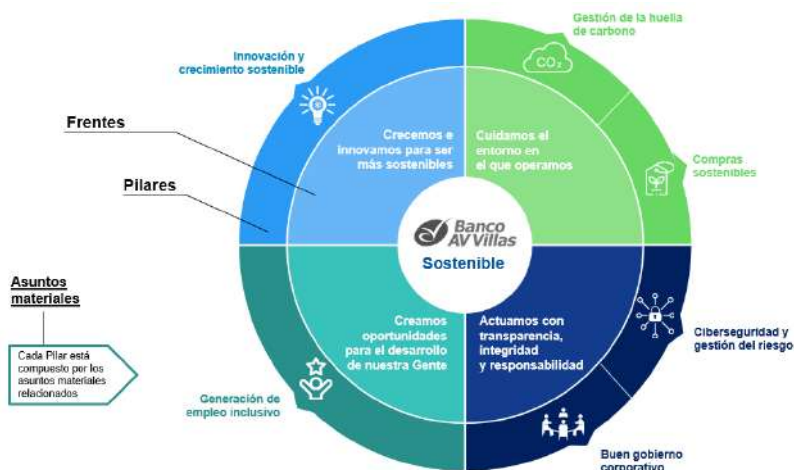 Gestión de la huella
de carbono
Innovación y
crecimiento sostenible
CO₂
Frentes
Crecemos e
innovamos para ser
más sostenibles
Cuidamos el
entorno en
el que operamos
Compras
sostenibles
Pilares
Banco
AV Villas
Sostenible
Asuntos
materiales
Cada Pilar está
compuesto por los
asuntos materiales
relacionados
Creamos
oportunidades
para el desarrollo
de nuestra Gente
Actuamos con
transparencia,
integridad
y responsabilidad
Ciberseguridad y
gestión del riesgo
Generación de
empleo inclusivo
Buen gobierno
corporativo